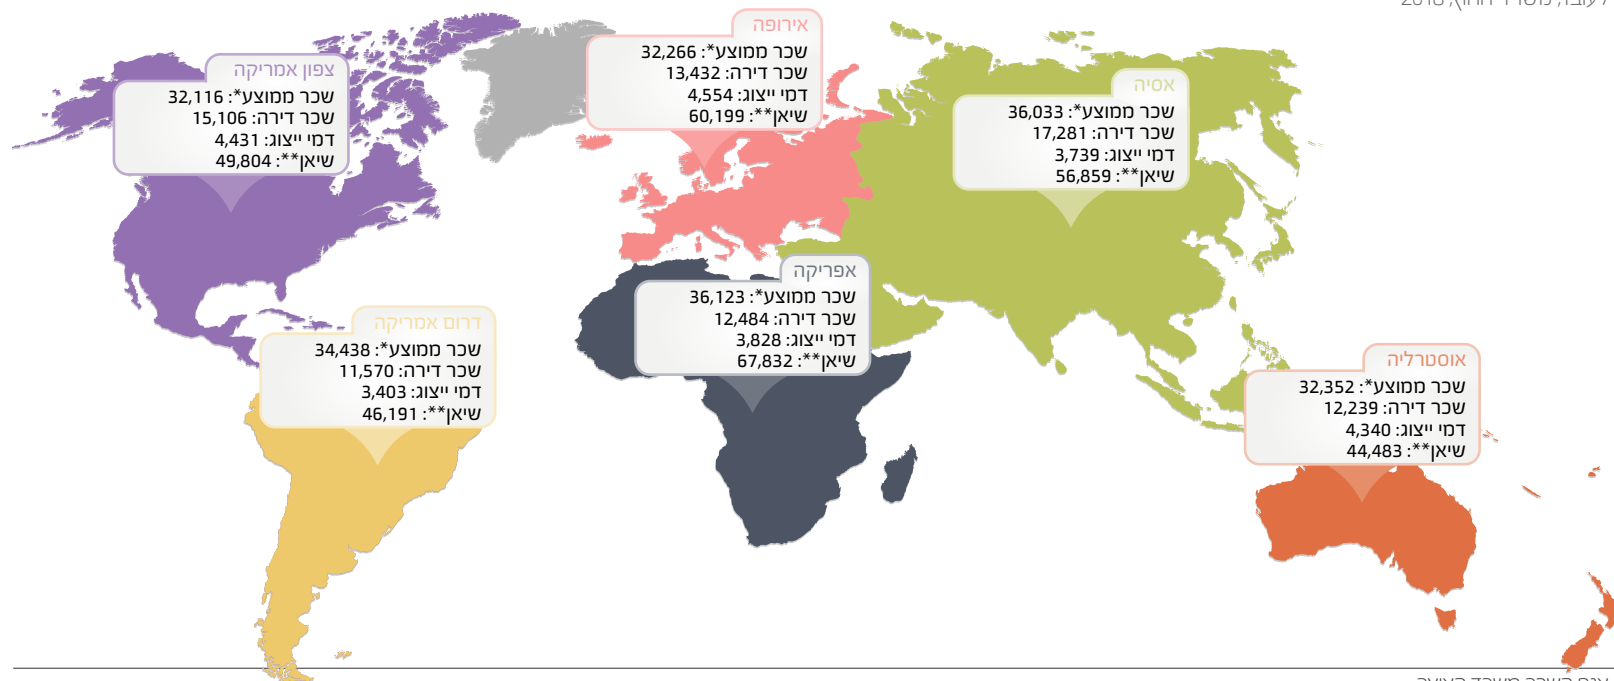 אירופה
שכר ממוצע*: 32,266
שכר דירה: 13,432
דמי ייצוג: 4,554
שיאן**: 60,199
צפון אמריקה
שכר ממוצע*: 32,116
שכר דירה: 15,106
דמי ייצוג: 4,431
שיאן**: 49,804
אסיה
שכר ממוצע*: 36,033
שכר דירה: 17,281
דמי ייצוג: 3,739
שיאן**: 56,859
אפריקה
שכר ממוצע*: 36,123
שכר דירה: 12,484
דמי ייצוג: 3,828
שיאן**: 67,832
דרום אמריקה
שכר ממוצע*: 34,438
שכר דירה: 11,570
דמי ייצוג: 3,403
שיאן**: 46,191
אוסטרליה
שכר ממוצע*: 32,352
שכר דירה: 12,239
דמי ייצוג: 4,340
שיאן**: 44,483